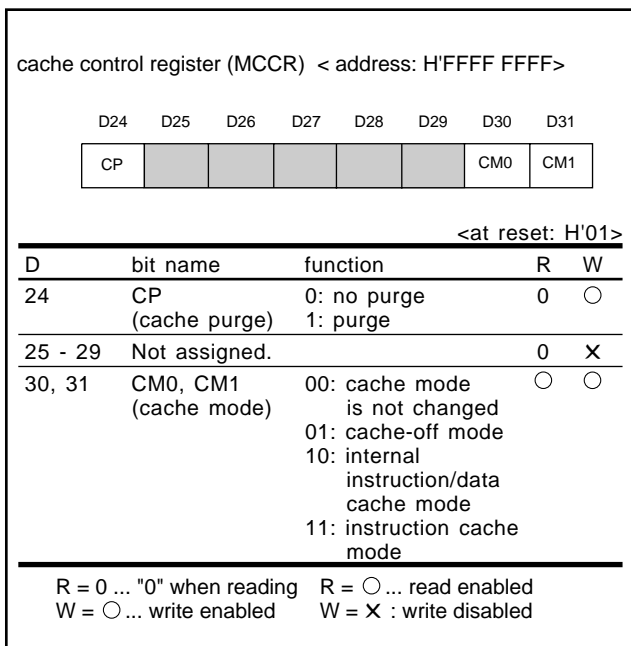 cache control register (MCCR) < address: H'FFFF FFFF>
D24 D25 D26 D27 D28 D29 D30 D31
CP CM0 CM1
<at reset: H'01>
D bit name function R W
24 CP 0: no purge 0 ○
(cache purge) 1: purge
25 - 29 Not assigned. 0 ×
30, 31 CM0, CM1 00: cache mode ○ ○
(cache mode) is not changed
01: cache-off mode
10: internal
instruction/data
cache mode
11: instruction cache
mode
R = 0 ... "0" when reading R = ○ ... read enabled
W = ○ ... write enabled W = × : write disabled